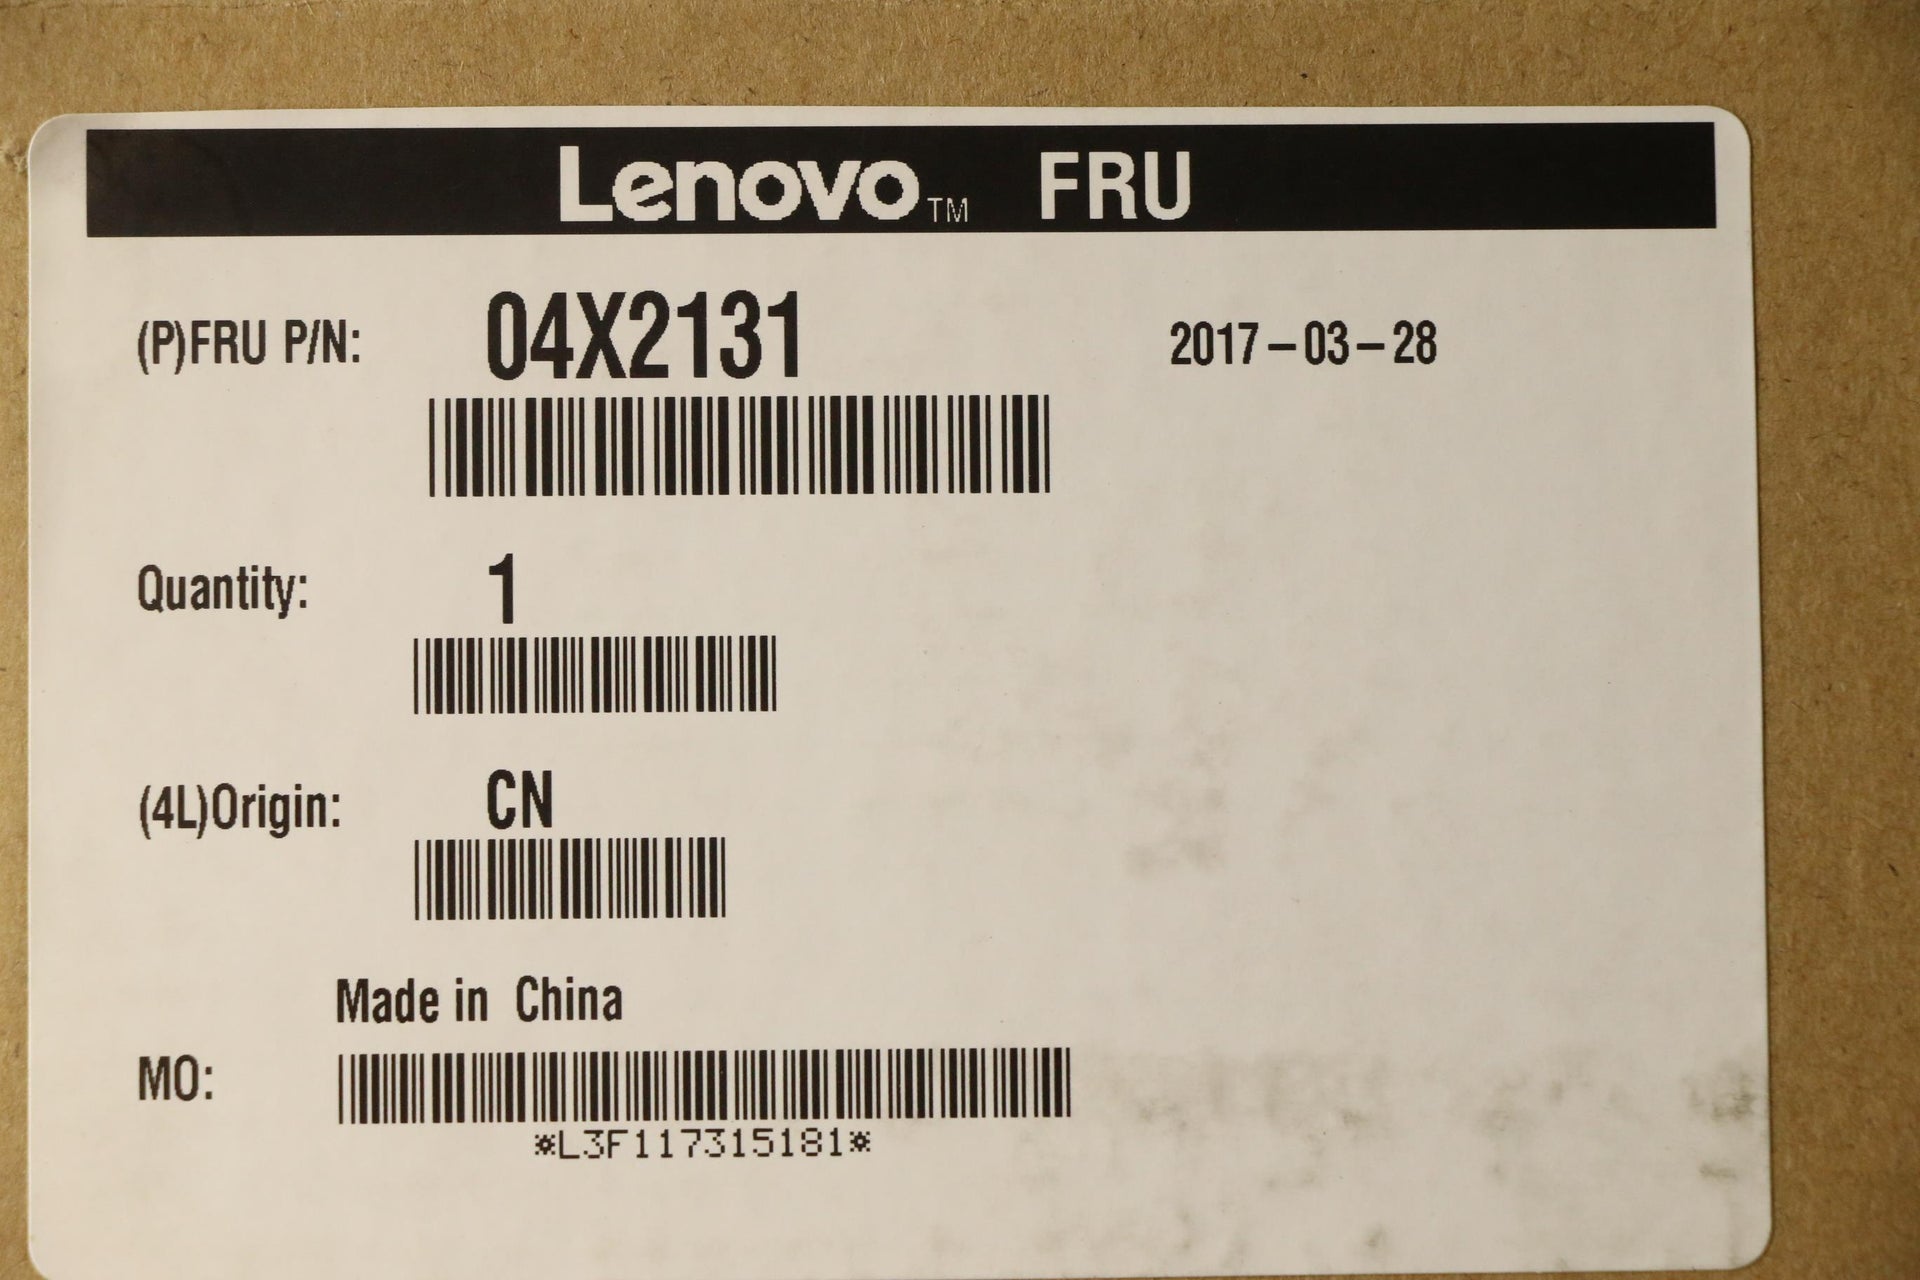 Lenovo™ FRU
(P)FRU P/N: 04X2131 2017-03-28
Quantity: 1
(4L)Origin: CN
Made in China
MO:
*L3F117315181*